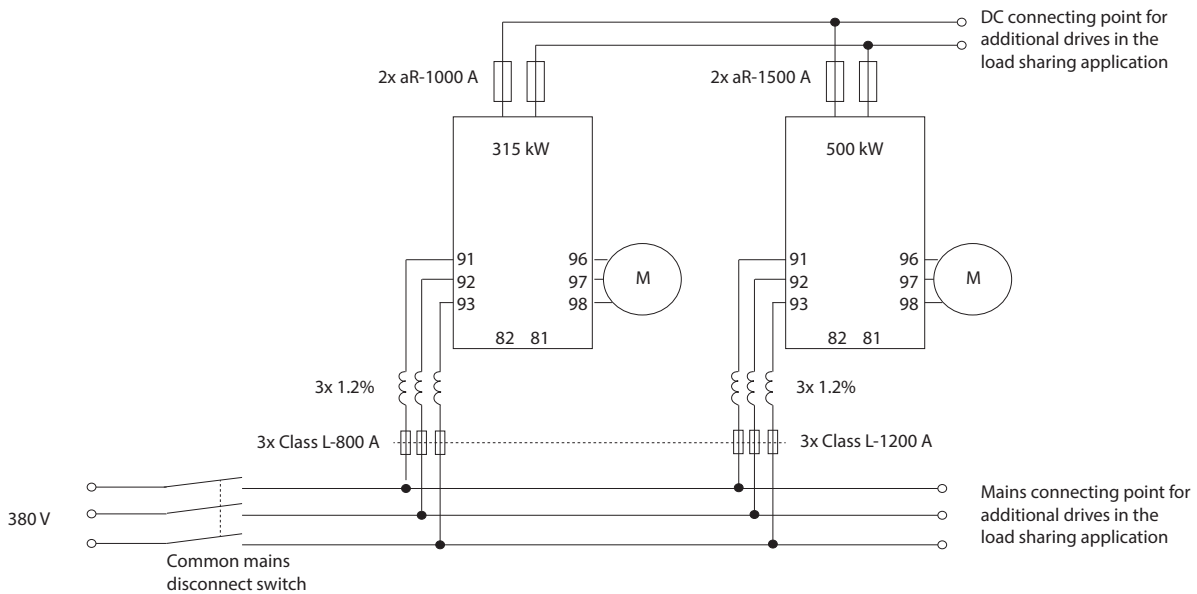 DC connecting point for
additional drives in the
load sharing application
2x aR-1000 A
2x aR-1500 A
315 kW
500 kW
91
96
92
97
93
98
M
82 81
91
96
92
97
93
98
M
82 81
3x 1.2%
3x 1.2%
3x Class L-800 A
3x Class L-1200 A
380 V
Mains connecting point for
additional drives in the
load sharing application
Common mains
disconnect switch